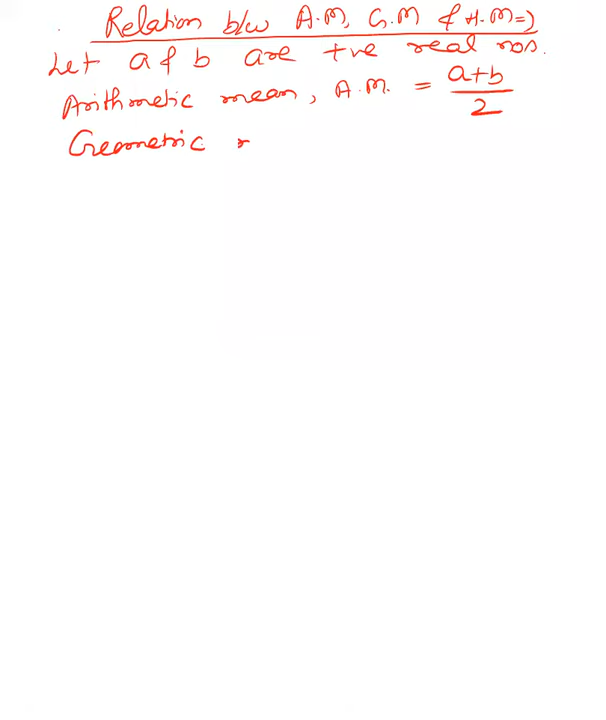 Relation b/w A.M, G.M & H.M =>
Let a & b are +ve real nos.
Arithmetic mean, A.M. = a+b/2
Geometric